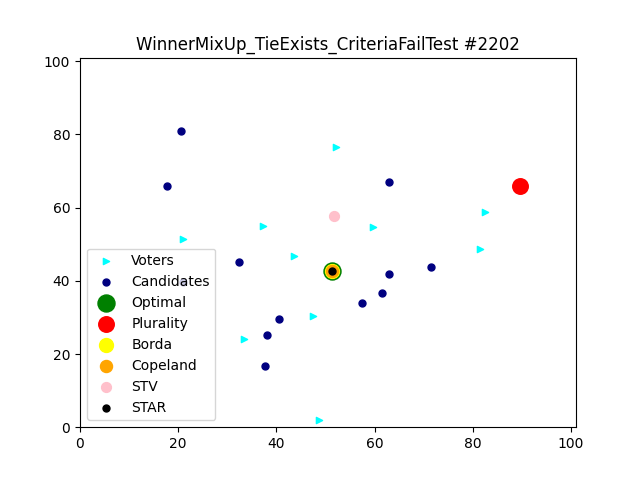 WinnerMixUp_TieExists_CriteriaFailTest #2202
100
80
60
40
20
0
Voters
Candidates
Optimal
Plurality
Borda
Copeland
STV
STAR
0 20 40 60 80 100